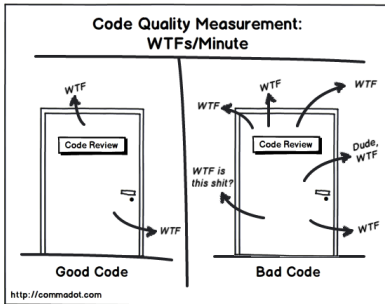 Code Quality Measurement:
WTFs/Minute
WTF
Code Review
WTF
Good Code
WTF
WTF
WTF
Code Review
Dude,
WTF
WTF is
this shit?
WTF
Bad Code
http://commadot.com